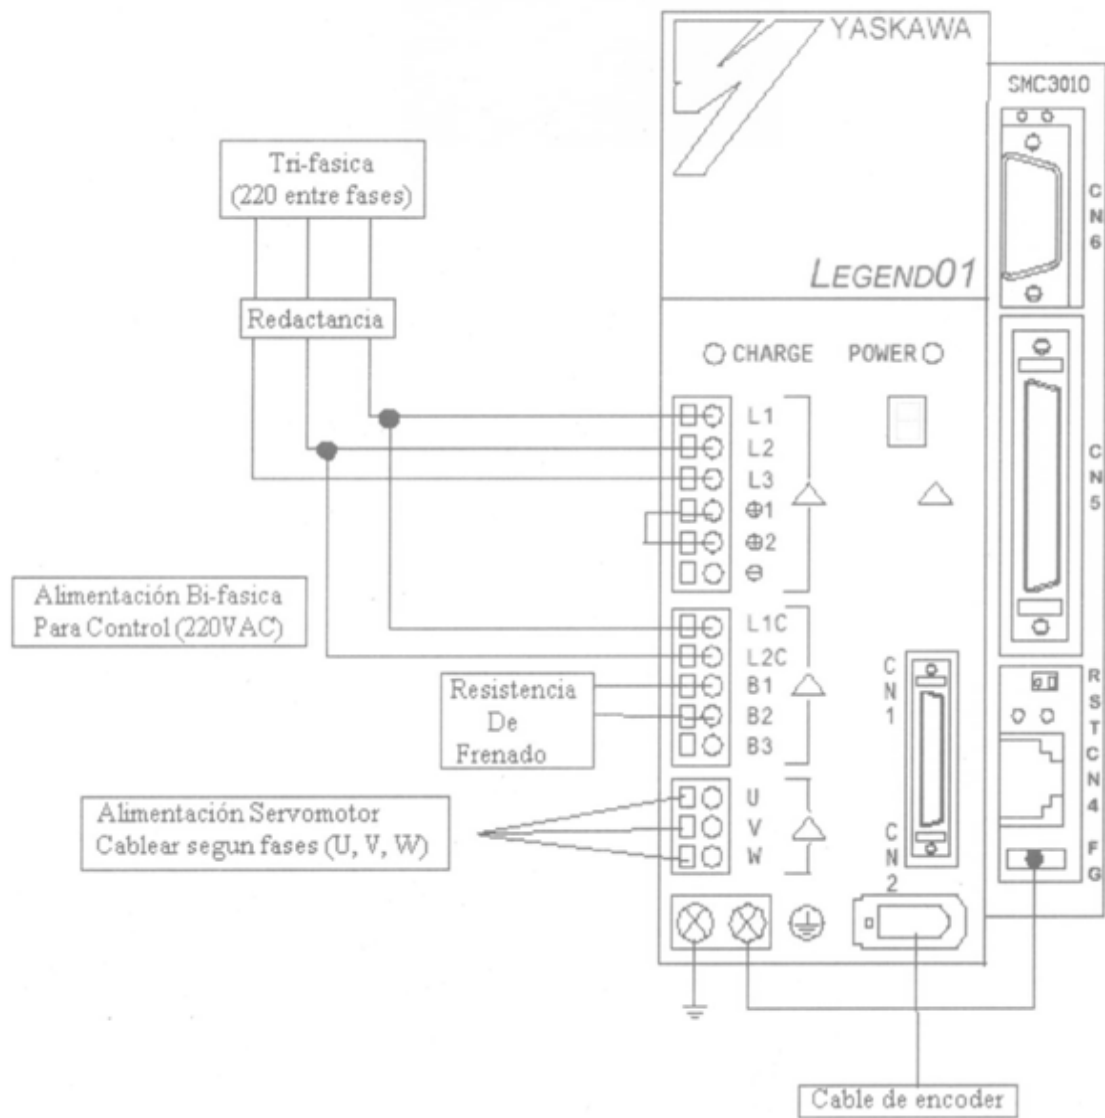 YASKAWA
SMC3010
Tri-fasica
(220 entre fases)
CN6
LEGEND01
Redactancia
CHARGE
POWER
L1
L2
L3
⊕1
⊕2
⊖
CN5
Alimentación Bi-fasica
Para Control (220VAC)
L1C
L2C
B1
B2
B3
Resistencia
De
Frenado
CN1
RST CN4
Alimentación Servomotor
Cablear segun fases (U, V, W)
U
V
W
CN2
FG
Cable de encoder